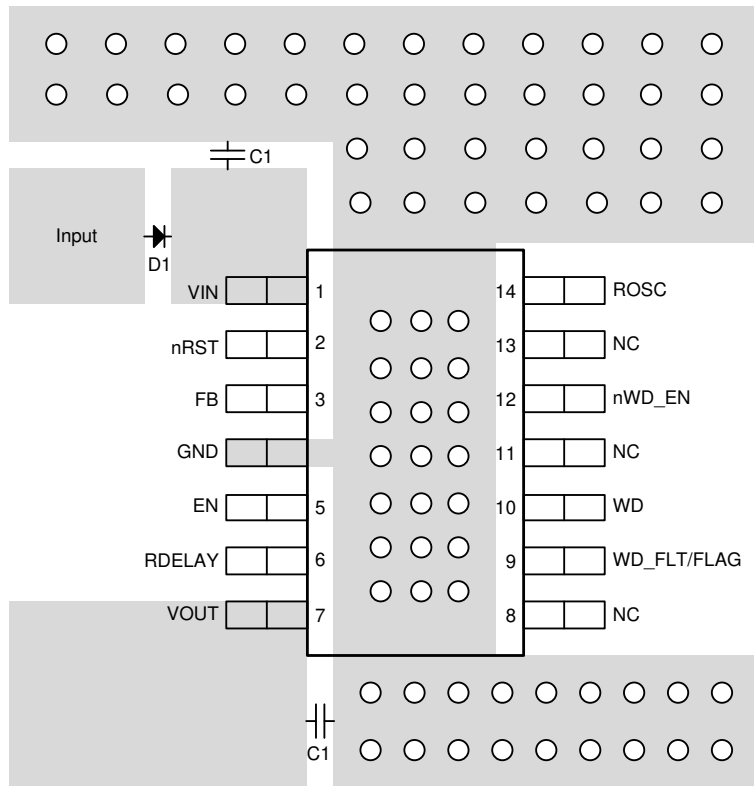 C1
Input
D1
VIN 1 14 ROSC
nRST 2 13 NC
FB 3 12 nWD_EN
GND 11 NC
EN 5 10 WD
RDELAY 6 9 WD_FLT/FLAG
VOUT 7 8 NC
C1